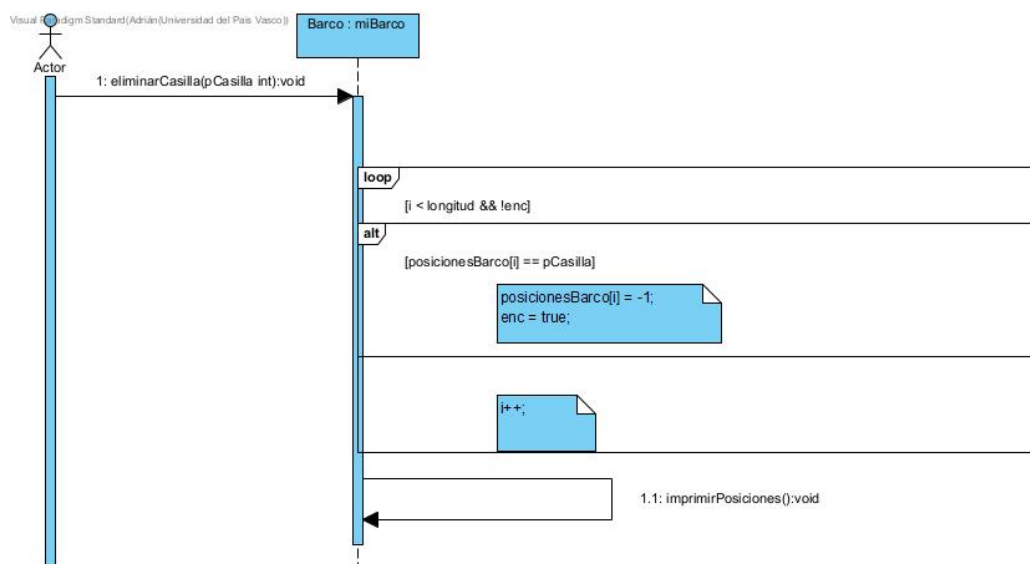 Visual Paradigm Standard(Adrián(Universidad del Pais Vasco))
Barco : miBarco
Actor
1: eliminarCasilla(pCasilla int):void
loop
[i < longitud && !enc]
alt
[posicionesBarco[i] == pCasilla]
posicionesBarco[i] = -1;
enc = true;
i++;
1.1: imprimirPosiciones():void